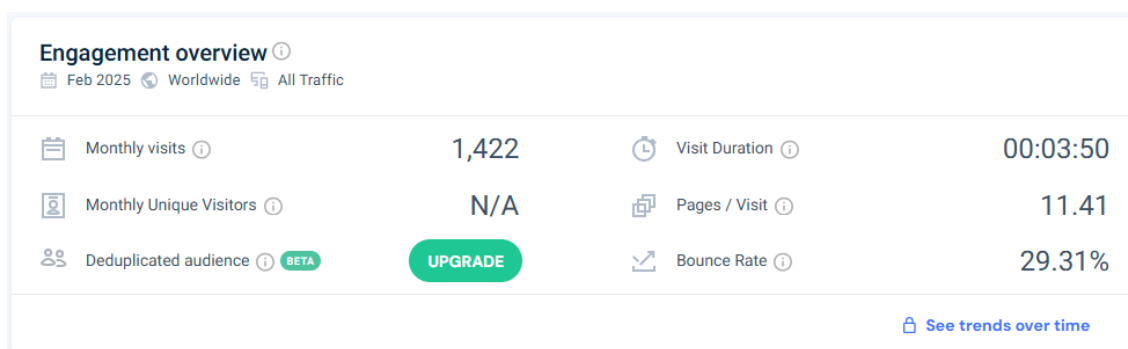 Engagement overview
Feb 2025 Worldwide All Traffic
Monthly visits 1,422
Visit Duration 00:03:50
Monthly Unique Visitors N/A
Pages / Visit 11.41
Deduplicated audience BETA UPGRADE
Bounce Rate 29.31%
See trends over time